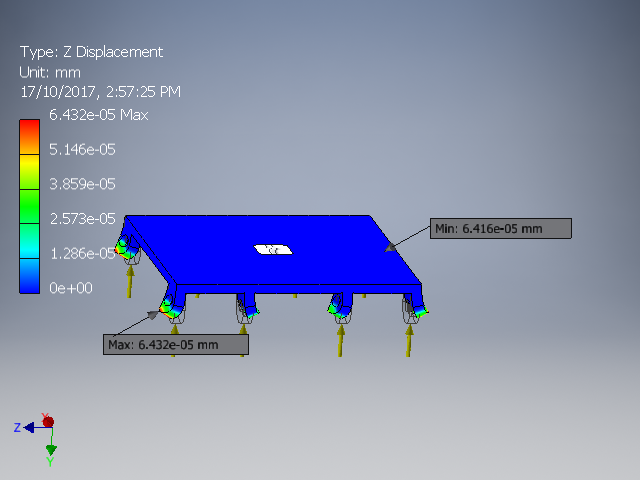 Type: Z Displacement
Unit: mm
17/10/2017, 2:57:25 PM
6.432e-05 Max
5.146e-05
3.859e-05
2.573e-05
1.286e-05
0e+00
Min: 6.416e-05 mm
Max: 6.432e-05 mm
X
Z
Y